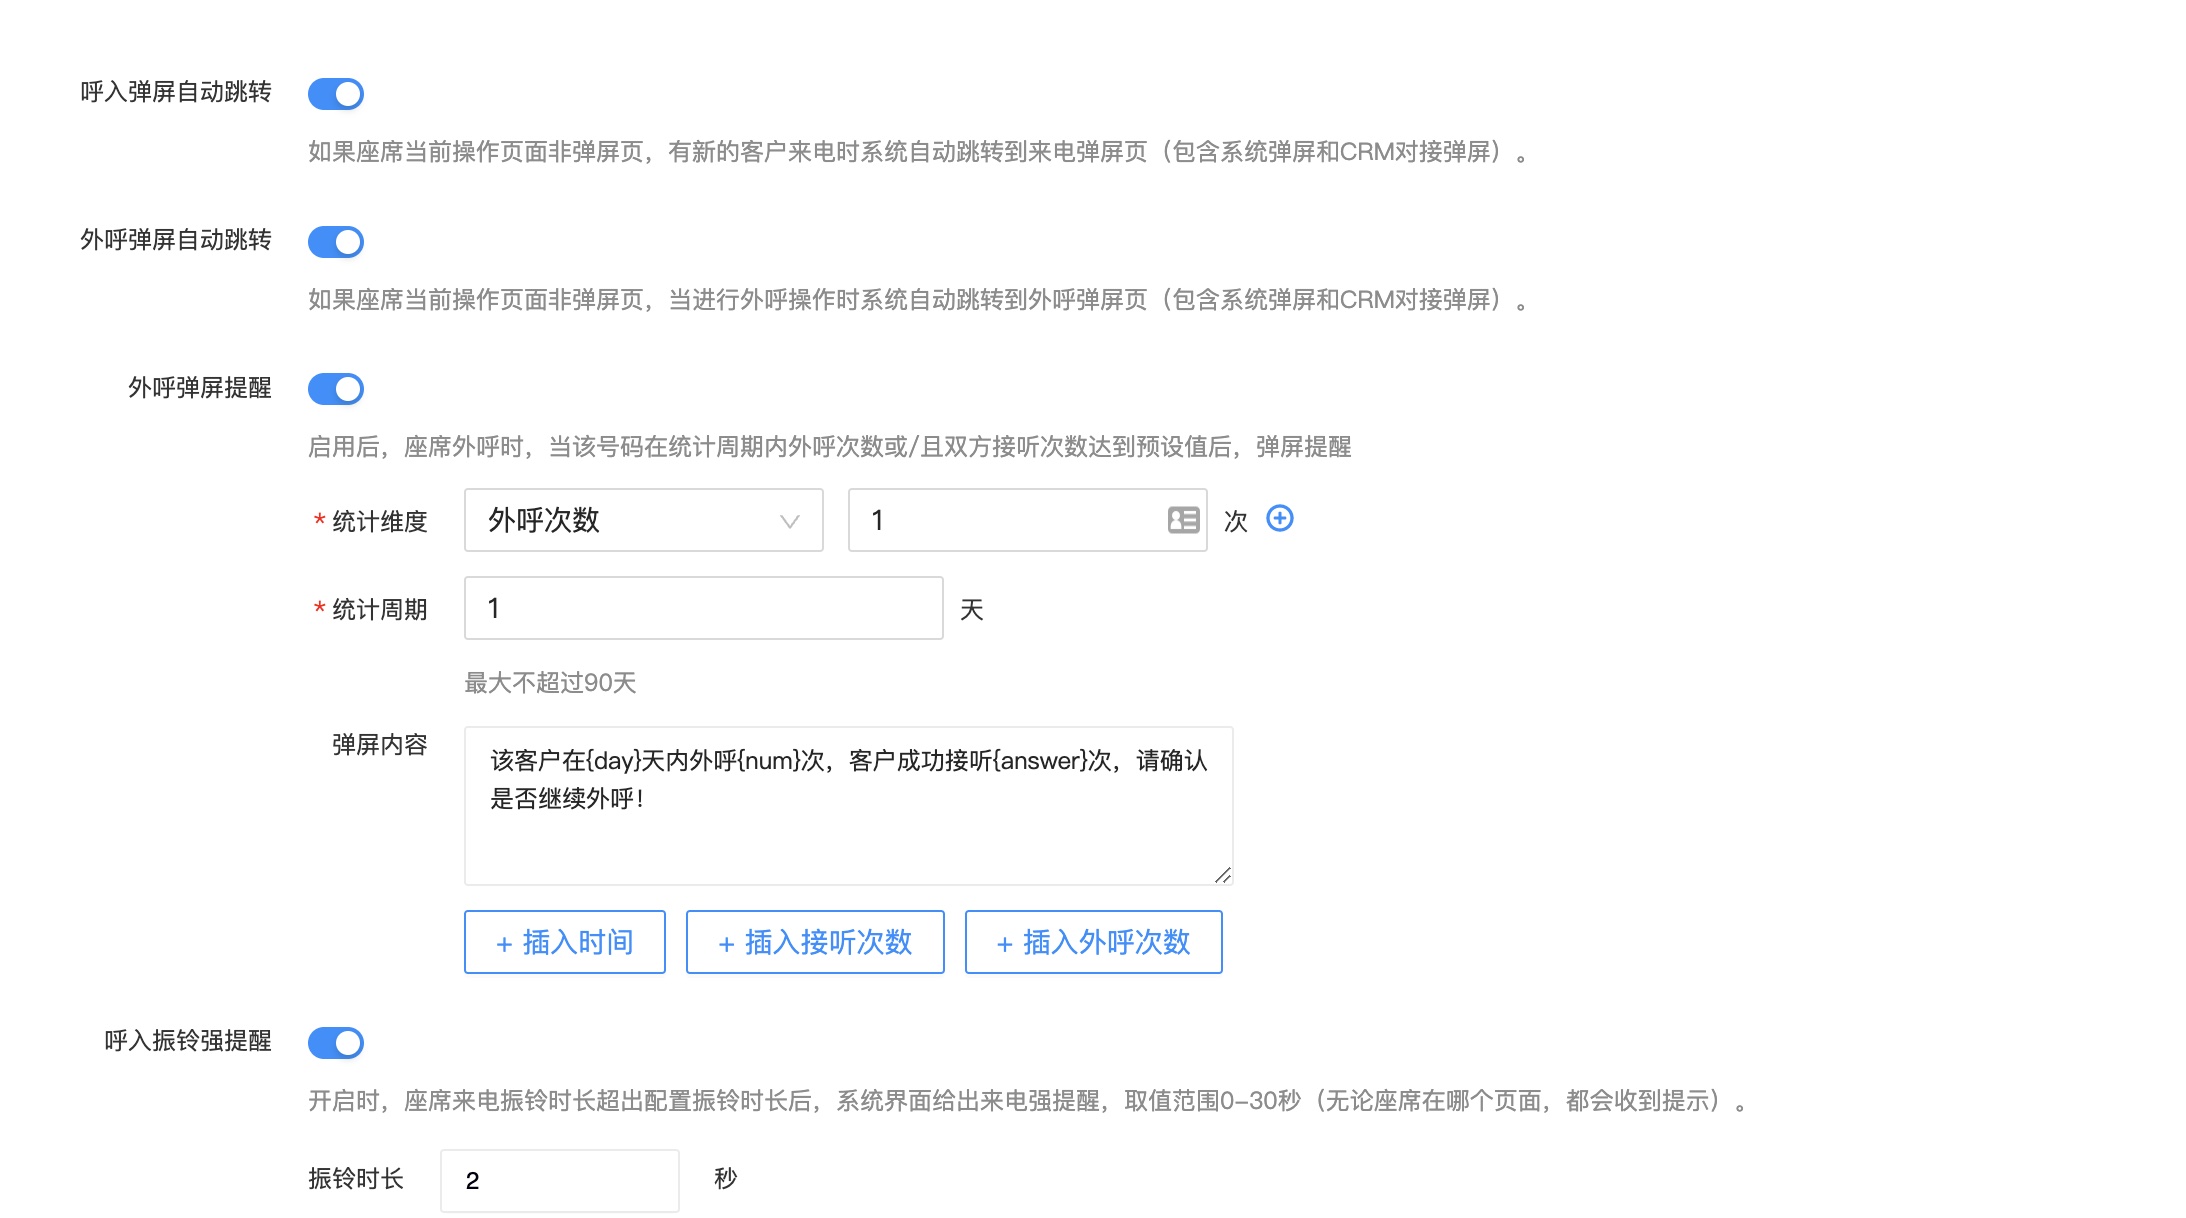 呼入弹屏自动跳转
如果座席当前操作页面非弹屏页，有新的客户来电时系统自动跳转到来电弹屏页（包含系统弹屏和CRM对接弹屏）。
外呼弹屏自动跳转
如果座席当前操作页面非弹屏页，当进行外呼操作时系统自动跳转到外呼弹屏页（包含系统弹屏和CRM对接弹屏）。
外呼弹屏提醒
启用后，座席外呼时，当该号码在统计周期内外呼次数或/且双方接听次数达到预设值后，弹屏提醒
* 统计维度 外呼次数 1 次
* 统计周期 1 天
最大不超过90天
弹屏内容
该客户在{day}天内外呼{num}次，客户成功接听{answer}次，请确认
是否继续外呼！
+ 插入时间 + 插入接听次数 + 插入外呼次数
呼入振铃强提醒
开启时，座席来电振铃时长超出配置振铃时长后，系统界面给出来电强提醒，取值范围0-30秒（无论座席在哪个页面，都会收到提示）。
振铃时长 2 秒